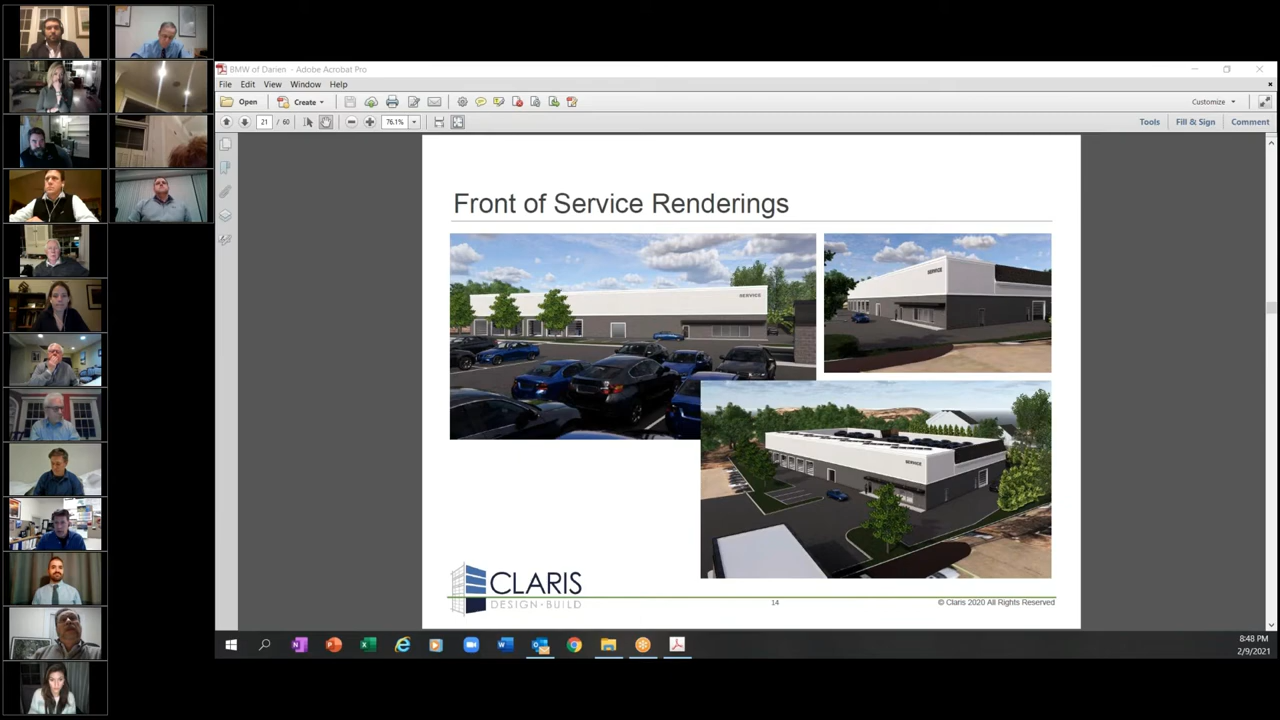 BMW of Darien - Adobe Acrobat Pro
File Edit View Window Help
Open Create Customize
21 / 60 76.1% Tools Fill & Sign Comment
Front of Service Renderings
SERVICE
SERVICE
SERVICE
CLARIS
DESIGN·BUILD
14
© Claris 2020 All Rights Reserved
8:48 PM
2/9/2021